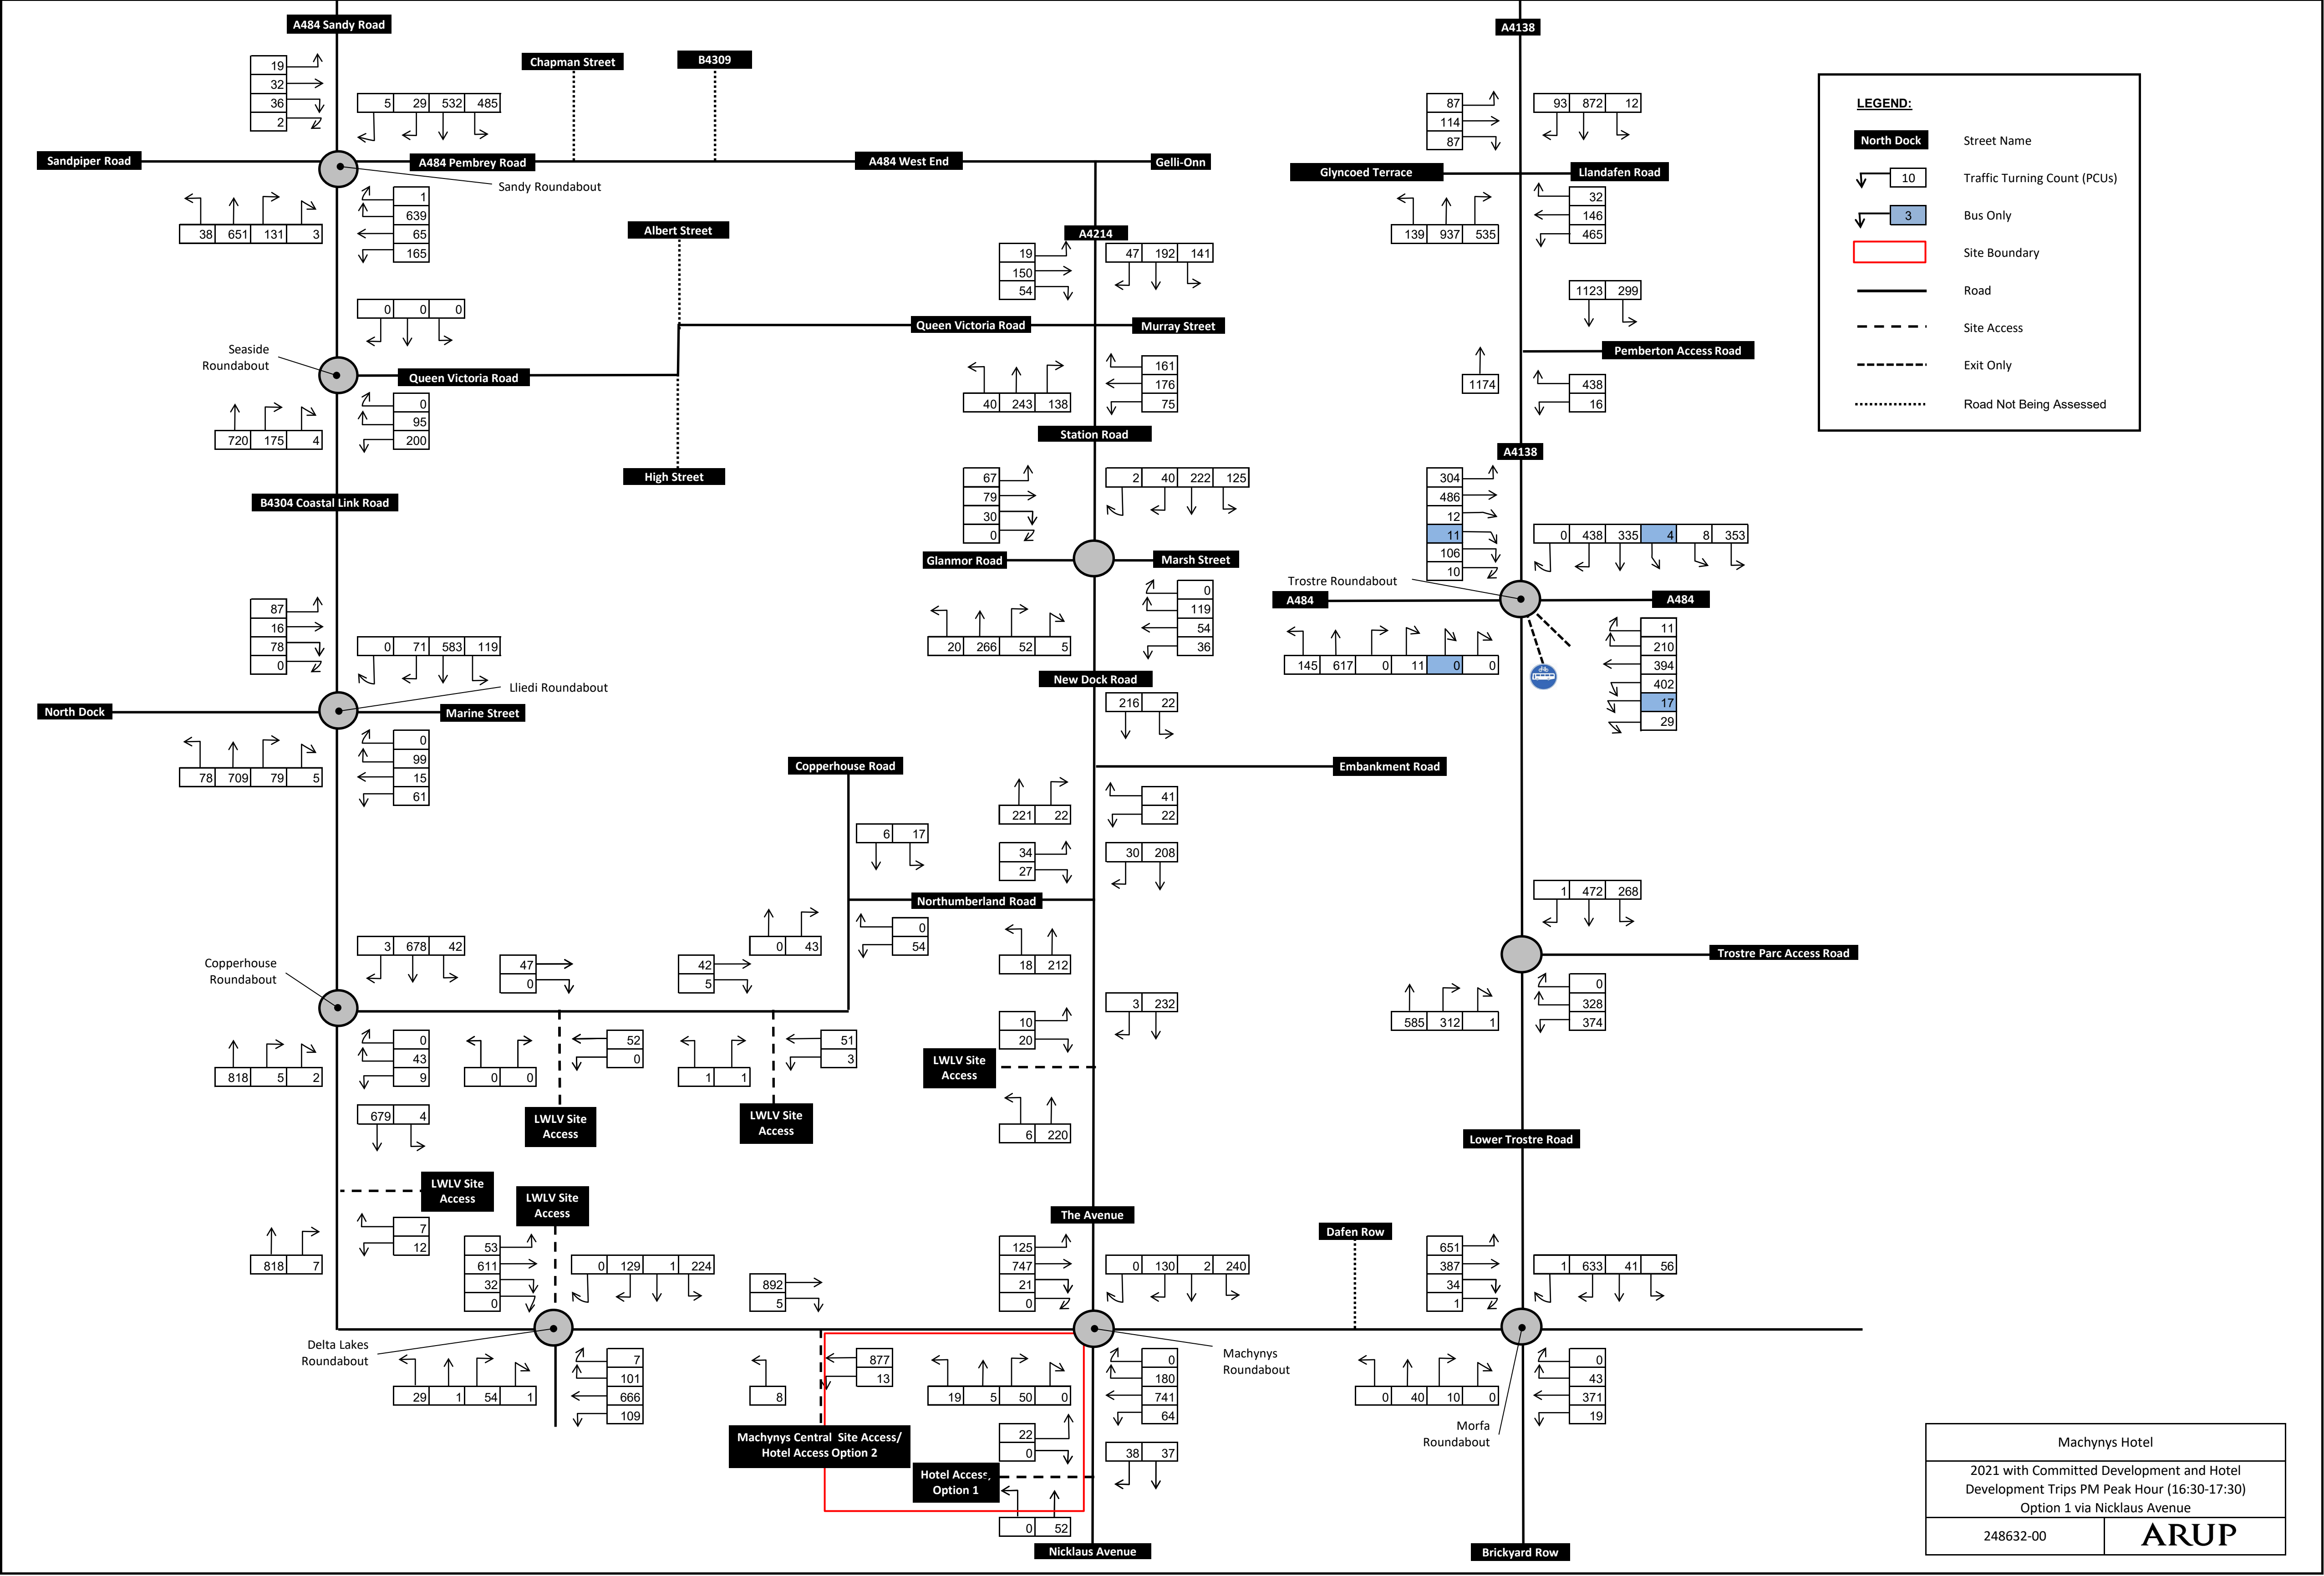 A484 Sandy Road
A4138
Chapman Street
B4309
19
32
36
2
5 29 532 485
87
114
87
93 872 12
LEGEND:
North Dock Street Name
10 Traffic Turning Count (PCUs)
3 Bus Only
Site Boundary
Road
Site Access
Exit Only
Road Not Being Assessed
Sandpiper Road
A484 Pembrey Road
A484 West End
Gelli-Onn
Glyncoed Terrace
Llandafen Road
Sandy Roundabout
38 651 131 3
1
639
65
165
Albert Street
A4214
139 937 535
32
146
465
19
150
54
47 192 141
0 0 0
1123 299
Queen Victoria Road
Murray Street
Seaside
Roundabout
Queen Victoria Road
Pemberton Access Road
1174
438
16
40 243 138
161
176
75
720 175 4
0
95
200
Station Road
High Street
A4138
B4304 Coastal Link Road
67
79
30
0
2 40 222 125
304
486
12
11
106
10
0 438 335 4 8 353
Glanmor Road
Marsh Street
Trostre Roundabout
A484
A484
87
16
78
0
0 71 583 119
20 266 52 5
0
119
54
36
145 617 0 11 0 0
11
210
394
402
17
29
Lliedi Roundabout
New Dock Road
North Dock
Marine Street
216 22
78 709 79 5
0
99
15
61
Copperhouse Road
Embankment Road
221 22
41
22
6 17
34
27
30 208
Northumberland Road
1 472 268
0 43
0
54
18 212
3 678 42
47
0
42
5
Copperhouse
Roundabout
Trostre Parc Access Road
3 232
585 312 1
0
328
374
10
20
818 5 2
0
43
9
0 0
52
0
1 1
51
3
LWLV Site
Access
679 4
LWLV Site
Access
LWLV Site
Access
6 220
Lower Trostre Road
LWLV Site
Access
LWLV Site
Access
The Avenue
Dafen Row
818 7
7
12
53
611
32
0
0 129 1 224
892
5
125
747
21
0
0 130 2 240
651
387
34
1
1 633 41 56
Delta Lakes
Roundabout
Machynys
Roundabout
29 1 54 1
7
101
666
109
8
877
13
19 5 50 0
0
180
741
64
0 40 10 0
0
43
371
19
Morfa
Roundabout
Machynys Central Site Access/
Hotel Access Option 2
22
0
38 37
Hotel Access,
Option 1
0 52
Nicklaus Avenue
Brickyard Row
Machynys Hotel
2021 with Committed Development and Hotel
Development Trips PM Peak Hour (16:30-17:30)
Option 1 via Nicklaus Avenue
248632-00
ARUP